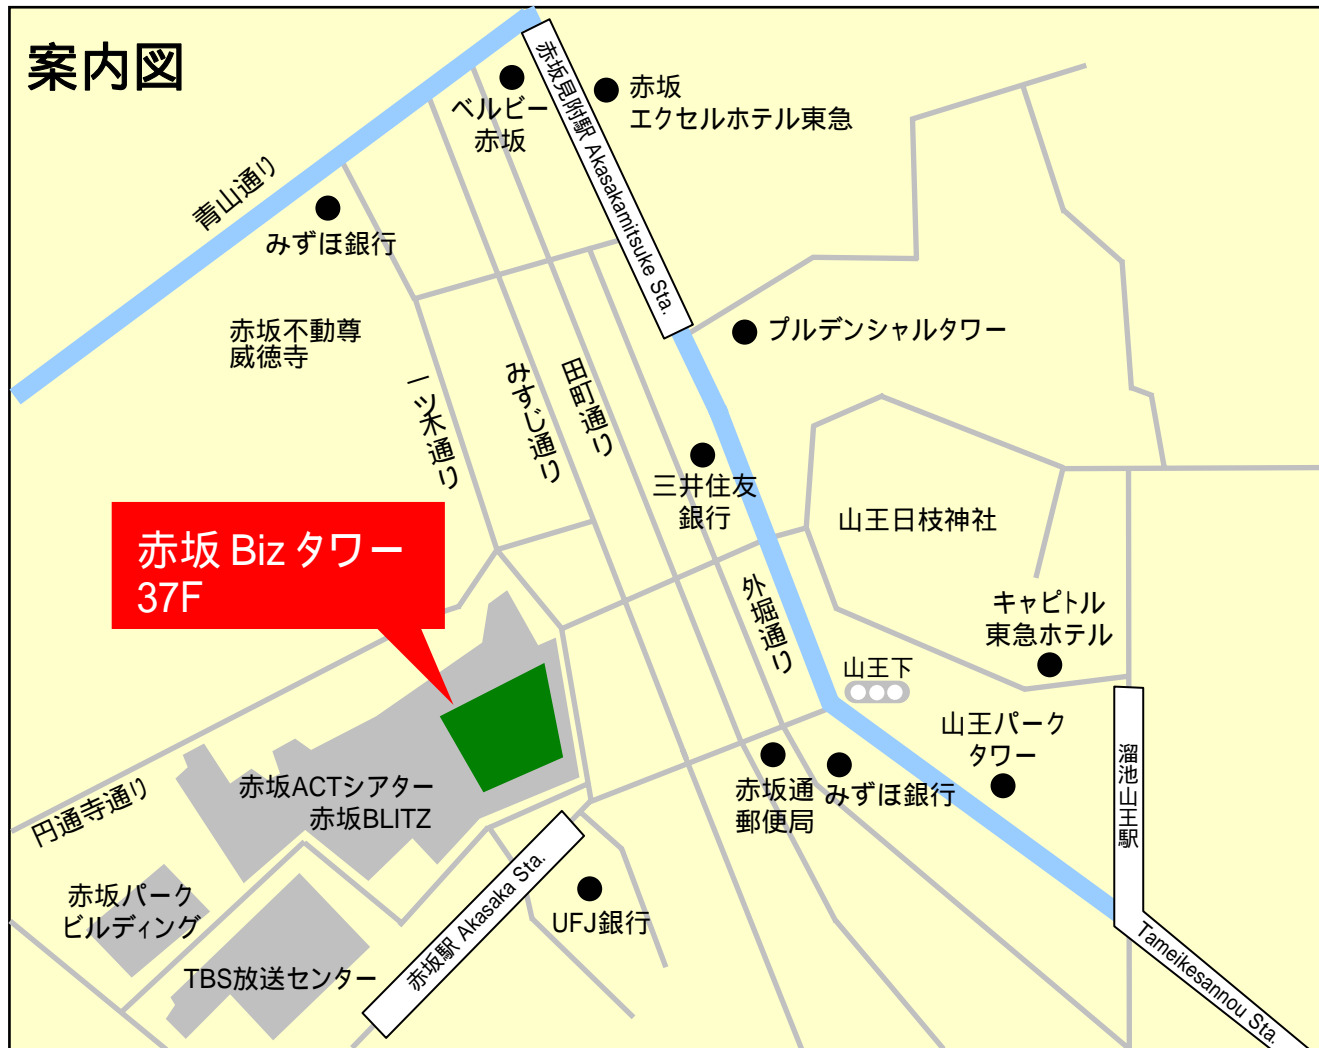 案内図
ベルビー
赤坂
赤坂見附駅 Akasakamitsuke Sta.
赤坂
エクセルホテル東急
青山通り
みずほ銀行
赤坂不動尊
威徳寺
プルデンシャルタワー
一ツ木通り
みすじ通り
田町通り
三井住友
銀行
山王日枝神社
赤坂 Biz タワー
37F
外堀通り
キャピトル
東急ホテル
山王下
山王パーク
タワー
溜池山王駅
Tameikesannou Sta.
円通寺通り
赤坂ACTシアター
赤坂BLITZ
赤坂通
郵便局
みずほ銀行
赤坂パーク
ビルディング
TBS放送センター
赤坂駅 Akasaka Sta.
UFJ銀行